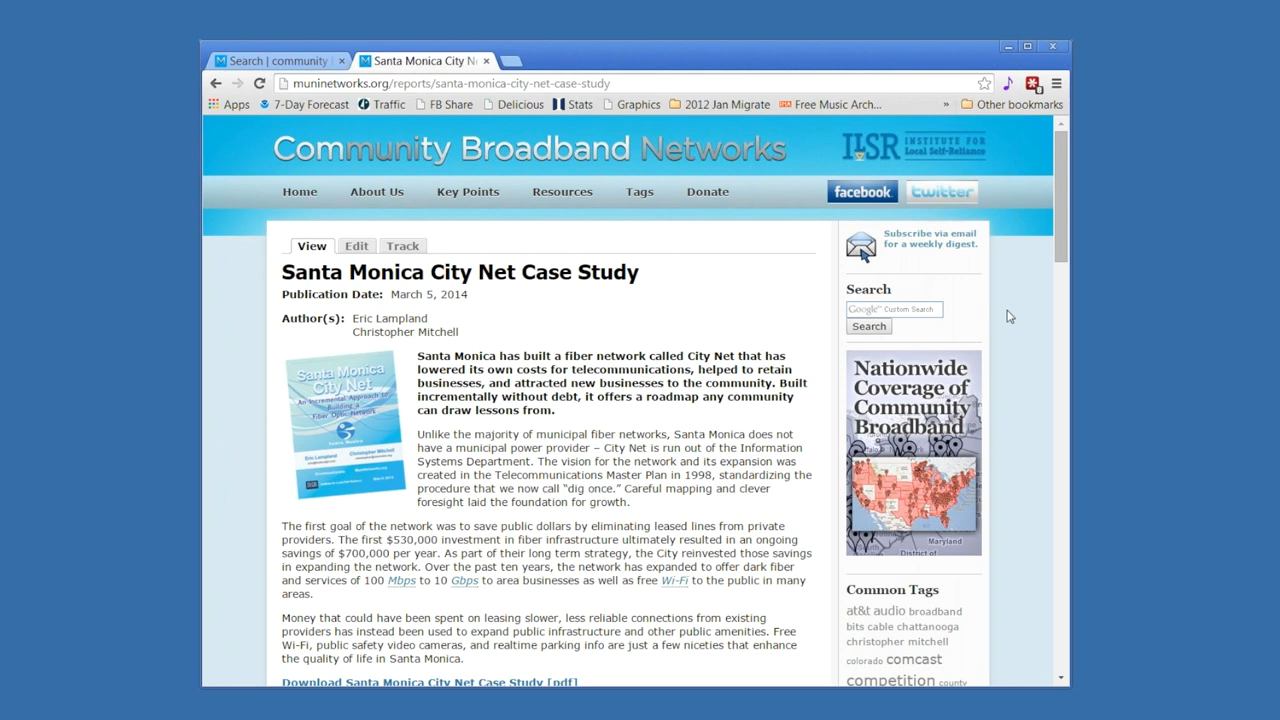 Search | community
Santa Monica City Ne
muninetworks.org/reports/santa-monica-city-net-case-study
Apps 7-Day Forecast Traffic FB Share Delicious Stats Graphics 2012 Jan Migrate Free Music Arch... » Other bookmarks
Community Broadband Networks
ILSR INSTITUTE FOR
Local Self-Reliance
Home About Us Key Points Resources Tags Donate
facebook twitter
View Edit Track
Santa Monica City Net Case Study
Publication Date: March 5, 2014
Author(s): Eric Lampland
Christopher Mitchell
Santa Monica
City Net
An Incremental Approach to
Building a
Fiber Optic Network
Santa Monica has built a fiber network called City Net that has
lowered its own costs for telecommunications, helped to retain
businesses, and attracted new businesses to the community. Built
incrementally without debt, it offers a roadmap any community
can draw lessons from.
Unlike the majority of municipal fiber networks, Santa Monica does not
have a municipal power provider – City Net is run out of the Information
Systems Department. The vision for the network and its expansion was
created in the Telecommunications Master Plan in 1998, standardizing the
procedure that we now call “dig once.” Careful mapping and clever
foresight laid the foundation for growth.
The first goal of the network was to save public dollars by eliminating leased lines from private
providers. The first $530,000 investment in fiber infrastructure ultimately resulted in an ongoing
savings of $700,000 per year. As part of their long term strategy, the City reinvested those savings
in expanding the network. Over the past ten years, the network has expanded to offer dark fiber
and services of 100 Mbps to 10 Gbps to area businesses as well as free Wi-Fi to the public in many
areas.
Money that could have been spent on leasing slower, less reliable connections from existing
providers has instead been used to expand public infrastructure and other public amenities. Free
Wi-Fi, public safety video cameras, and realtime parking info are just a few niceties that enhance
the quality of life in Santa Monica.
Download Santa Monica City Net Case Study [pdf]
Subscribe via email
for a weekly digest.
Search
Google™ Custom Search
Search
Nationwide
Coverage of
Community
Broadband
Maryland
District of
Common Tags
at&t audio broadband
bits cable chattanooga
christopher mitchell
colorado comcast
competition county